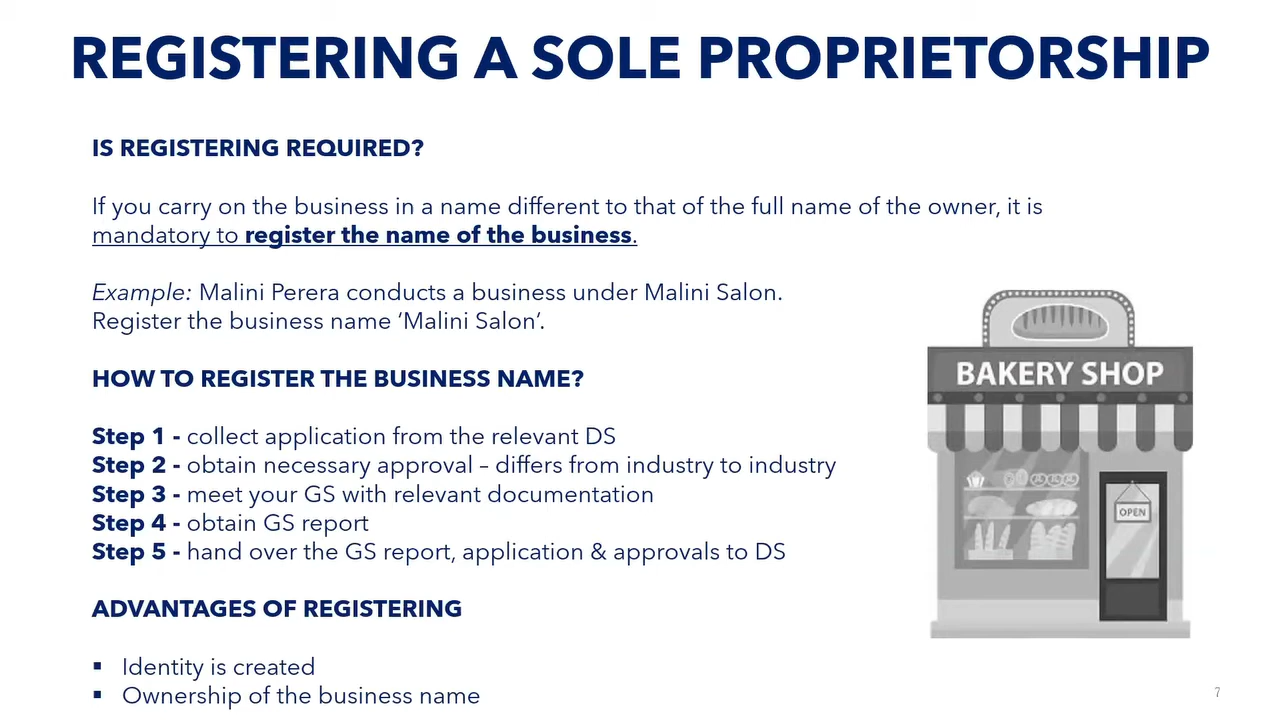 REGISTERING A SOLE PROPRIETORSHIP
IS REGISTERING REQUIRED?
If you carry on the business in a name different to that of the full name of the owner, it is
mandatory to register the name of the business.
Example: Malini Perera conducts a business under Malini Salon.
Register the business name ‘Malini Salon’.
HOW TO REGISTER THE BUSINESS NAME?
Step 1 - collect application from the relevant DS
Step 2 - obtain necessary approval – differs from industry to industry
Step 3 - meet your GS with relevant documentation
Step 4 - obtain GS report
Step 5 - hand over the GS report, application & approvals to DS
ADVANTAGES OF REGISTERING
▪ Identity is created
▪ Ownership of the business name
BAKERY SHOP
OPEN
7